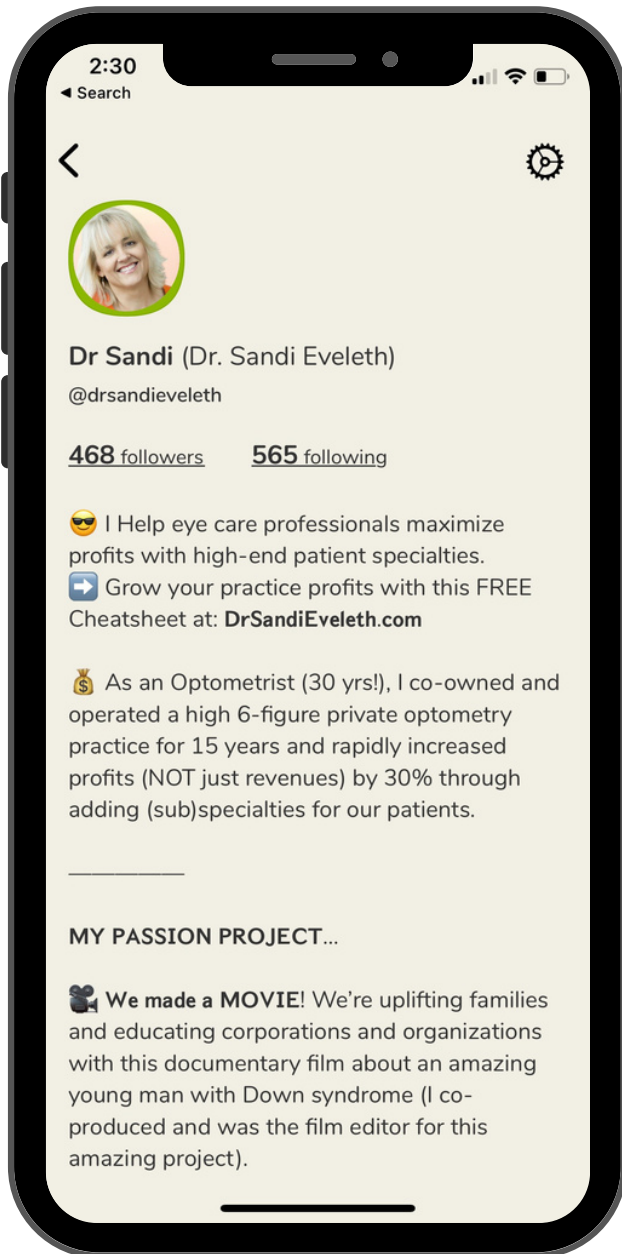 2:30
◀ Search
Dr Sandi (Dr. Sandi Eveleth)
@drsandieveleth
468 followers 565 following
😎 I Help eye care professionals maximize
profits with high-end patient specialties.
➡️ Grow your practice profits with this FREE
Cheatsheet at: DrSandiEveleth.com
💰 As an Optometrist (30 yrs!), I co-owned and
operated a high 6-figure private optometry
practice for 15 years and rapidly increased
profits (NOT just revenues) by 30% through
adding (sub)specialties for our patients.
__________
MY PASSION PROJECT...
🎥 We made a MOVIE! We’re uplifting families
and educating corporations and organizations
with this documentary film about an amazing
young man with Down syndrome (I co-
produced and was the film editor for this
amazing project).